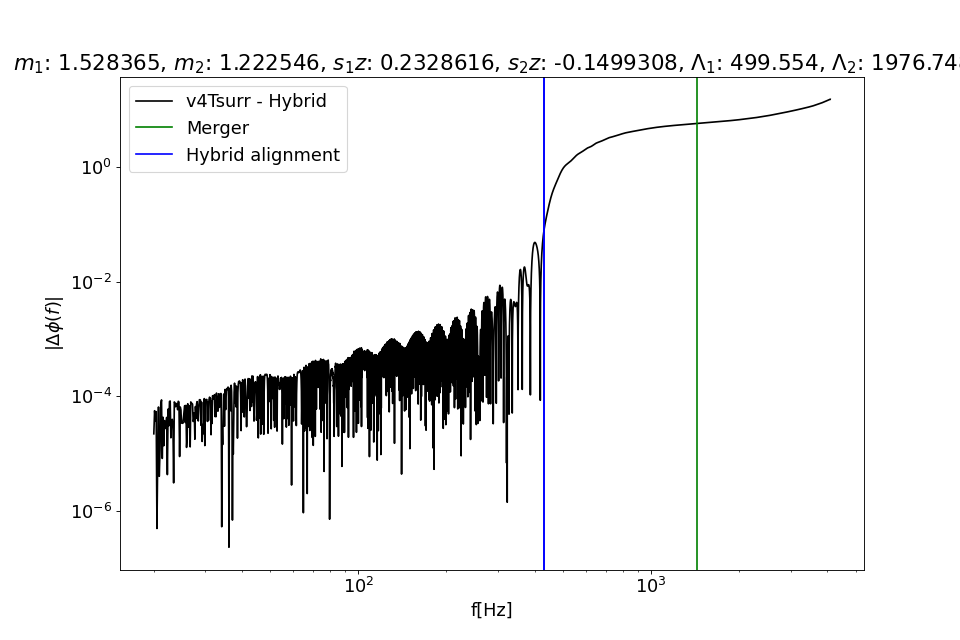 m₁: 1.528365, m₂: 1.222546, s₁z: 0.2328616, s₂z: -0.1499308, Λ₁: 499.554, Λ₂: 1976.748
v4Tsurr - Hybrid
Merger
Hybrid alignment
10⁰
10⁻²
10⁻⁴
10⁻⁶
|Δϕ(f)|
10²
10³
f[Hz]